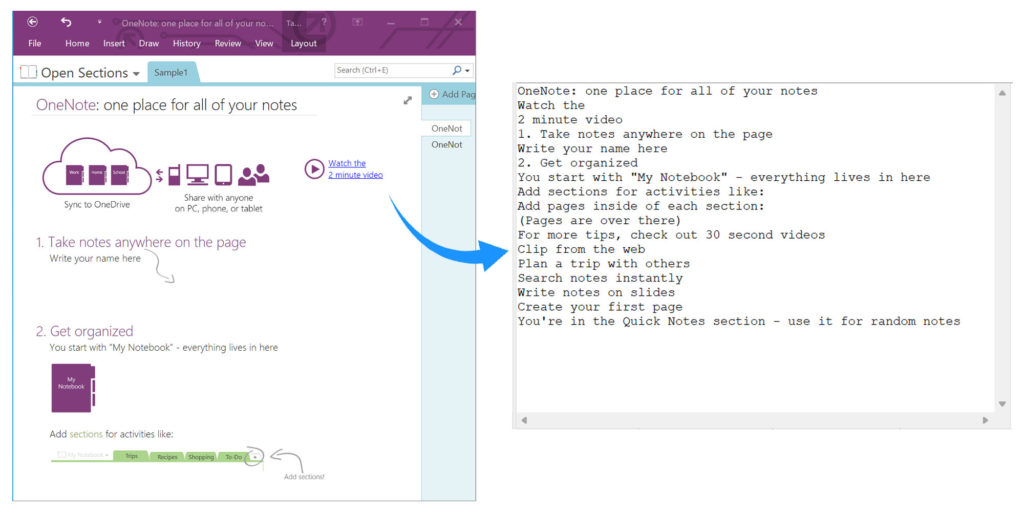 OneNote: one place for all of your no... Ta... ?
File Home Insert Draw History Review View Layout
Open Sections Sample1 Search (Ctrl+E)
OneNote: one place for all of your notes
Add Pag
OneNot
OneNot
Work Home School
Sync to OneDrive
Share with anyone
on PC, phone, or tablet
Watch the
2 minute video
1. Take notes anywhere on the page
Write your name here
2. Get organized
You start with "My Notebook" - everything lives in here
My
Notebook
Add sections for activities like:
My Notebook Trips Recipes Shopping To-Do +
Add sections!
OneNote: one place for all of your notes
Watch the
2 minute video
1. Take notes anywhere on the page
Write your name here
2. Get organized
You start with "My Notebook" - everything lives in here
Add sections for activities like:
Add pages inside of each section:
(Pages are over there)
For more tips, check out 30 second videos
Clip from the web
Plan a trip with others
Search notes instantly
Write notes on slides
Create your first page
You're in the Quick Notes section - use it for random notes